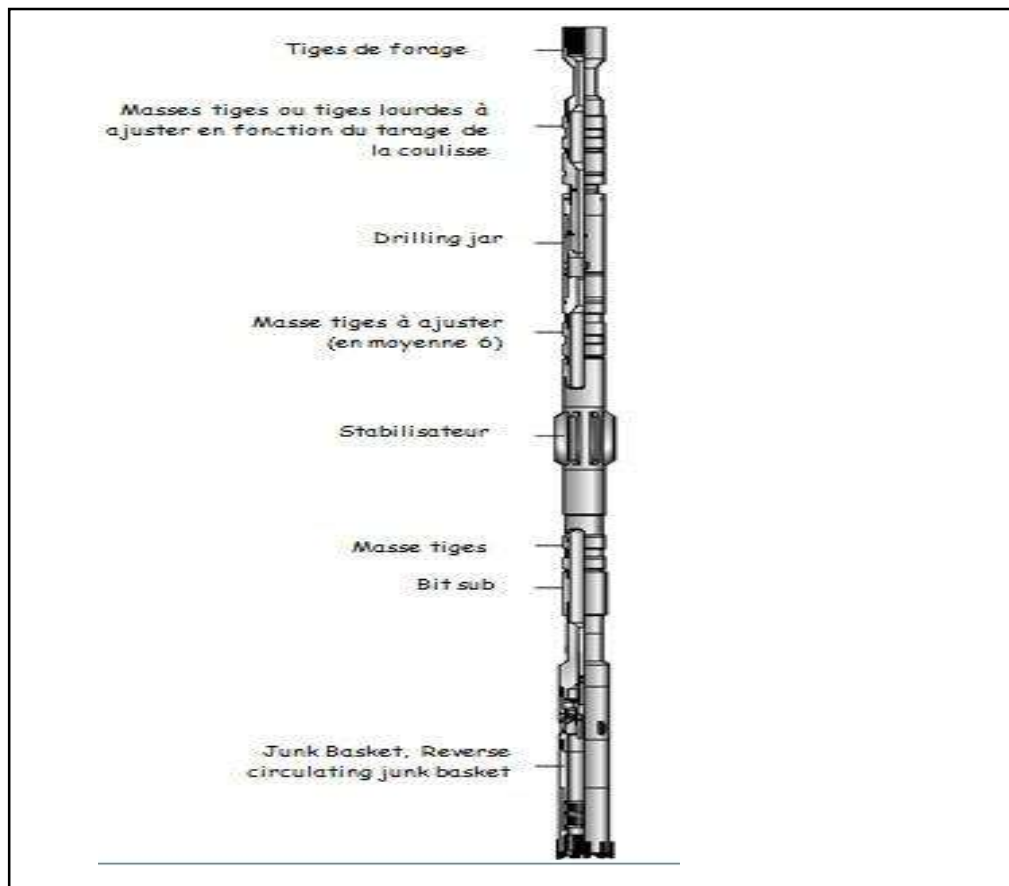 Tiges de forage
Masses tiges ou tiges lourdes à
ajuster en fonction du tarage de
la coulisse
Drilling jar
Masse tiges à ajuster
(en moyenne 6)
Stabilisateur
Masse tiges
Bit sub
Junk Basket, Reverse
circulating junk basket